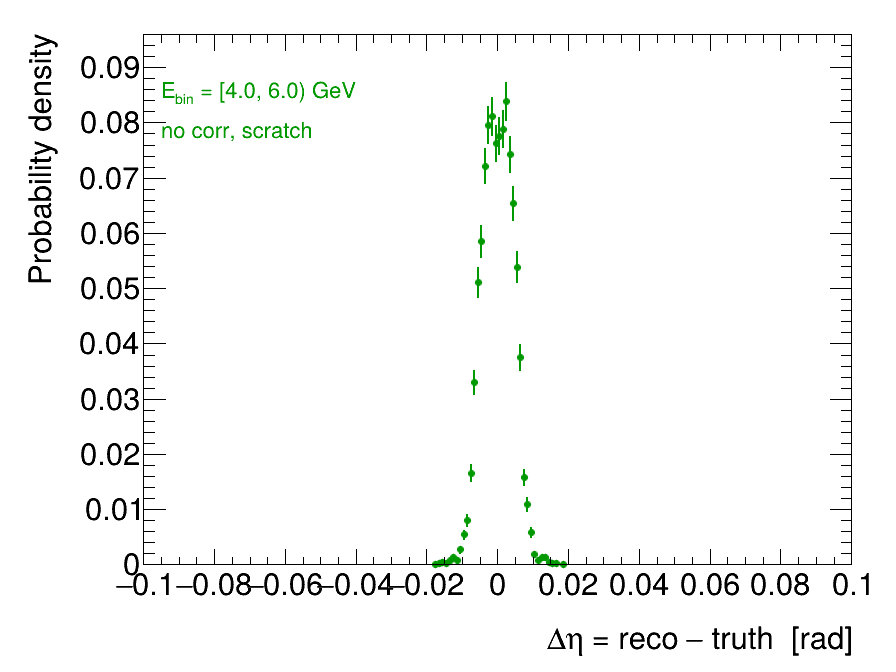 Probability density
0.09
0.08
0.07
0.06
0.05
0.04
0.03
0.02
0.01
0
E_bin = [4.0, 6.0) GeV
no corr, scratch
−0.1 −0.08 −0.06 −0.04 −0.02 0 0.02 0.04 0.06 0.08 0.1
Δη = reco − truth [rad]